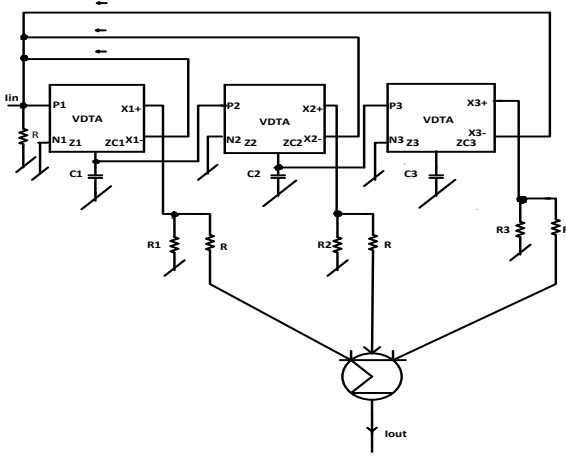 Iin
P1
X1+
VDTA
R
N1
Z1
ZC1
X1-
C1
P2
X2+
VDTA
N2
Z2
ZC2
X2-
C2
P3
X3+
VDTA
X3-
N3
Z3
ZC3
C3
R1
R
R2
R
R3
R
Iout